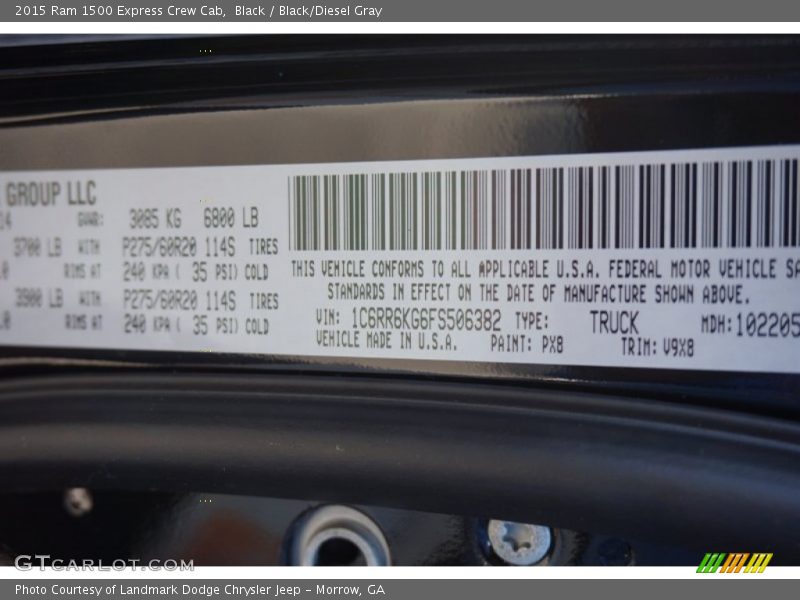 2015 Ram 1500 Express Crew Cab, Black / Black/Diesel Gray
GROUP LLC
GVWR: 3085 KG 6800 LB
3700 LB WITH P275/60R20 114S TIRES
RIMS AT 240 KPA ( 35 PSI) COLD
3900 LB WITH P275/60R20 114S TIRES
RIMS AT 240 KPA ( 35 PSI) COLD
THIS VEHICLE CONFORMS TO ALL APPLICABLE U.S.A. FEDERAL MOTOR VEHICLE SA
STANDARDS IN EFFECT ON THE DATE OF MANUFACTURE SHOWN ABOVE.
VIN: 1C6RR6KG6FS506382 TYPE: TRUCK MDH:102205
VEHICLE MADE IN U.S.A. PAINT: PX8 TRIM: V9X8
GTCARLOT.COM
Photo Courtesy of Landmark Dodge Chrysler Jeep – Morrow, GA